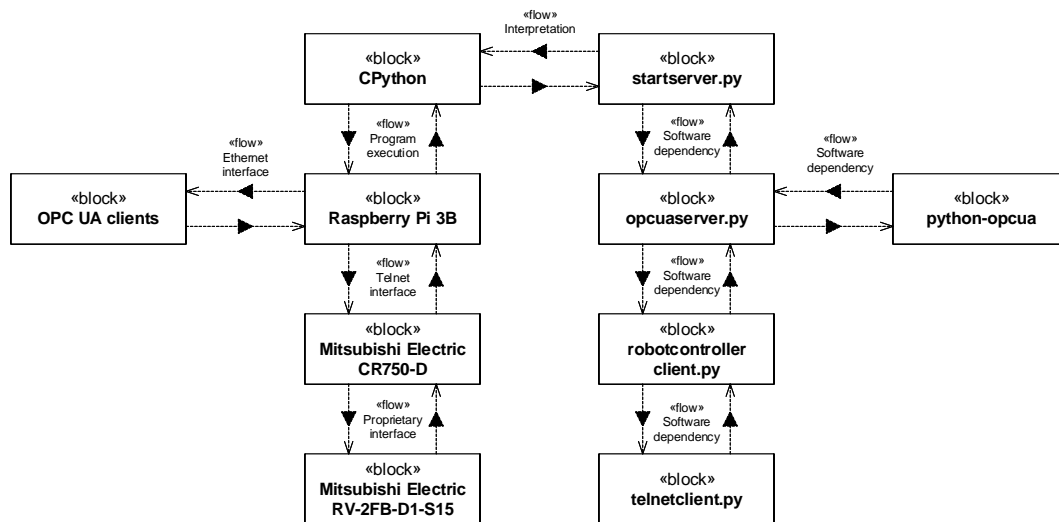 «flow»
Interpretation
«block»
CPython
«block»
startserver.py
«flow»
Program
execution
«flow»
Software
dependency
«flow»
Ethernet
interface
«flow»
Software
dependency
«block»
OPC UA clients
«block»
Raspberry Pi 3B
«block»
opcuaserver.py
«block»
python-opcua
«flow»
Telnet
interface
«flow»
Software
dependency
«block»
Mitsubishi Electric
CR750-D
«block»
robotcontroller
client.py
«flow»
Proprietary
interface
«flow»
Software
dependency
«block»
Mitsubishi Electric
RV-2FB-D1-S15
«block»
telnetclient.py